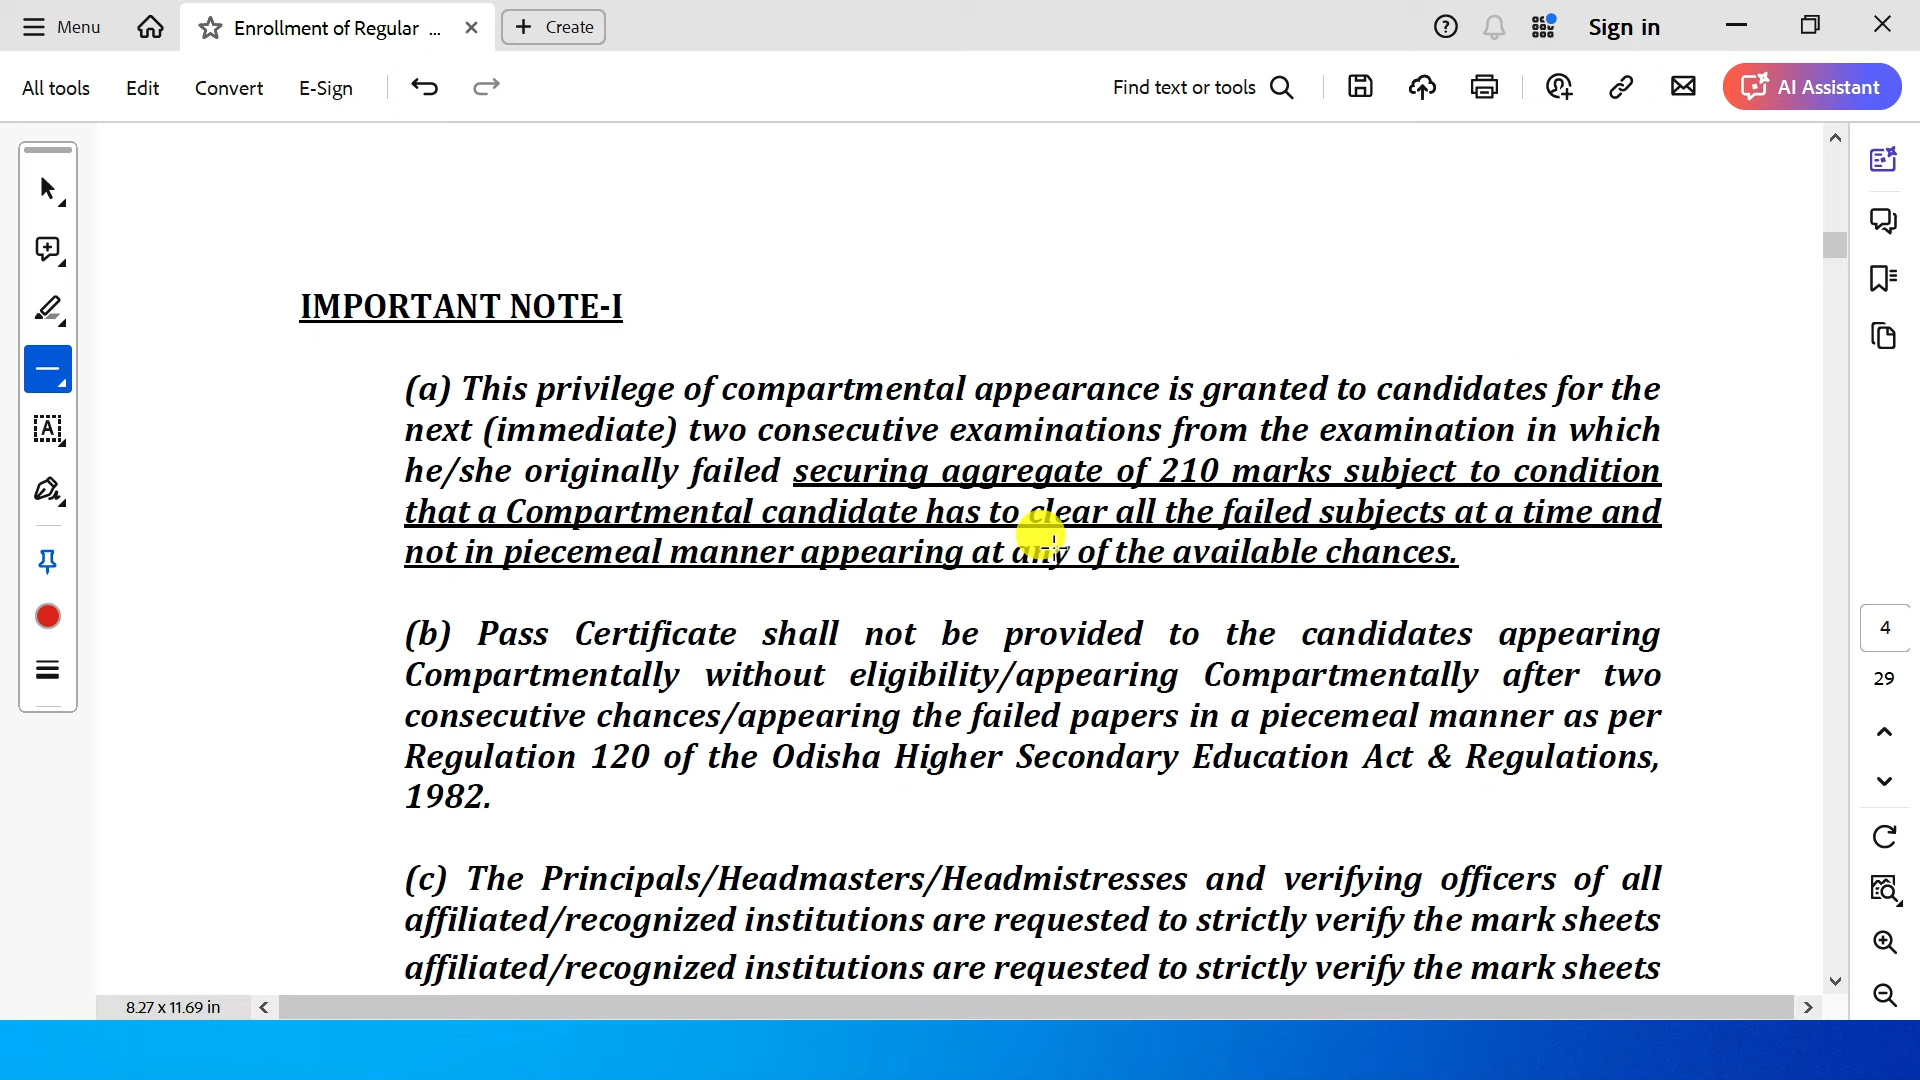 Menu
Enrollment of Regular ...
Create
Sign in
All tools
Edit
Convert
E-Sign
Find text or tools
AI Assistant
IMPORTANT NOTE-I
(a) This privilege of compartmental appearance is granted to candidates for the
next (immediate) two consecutive examinations from the examination in which
he/she originally failed securing aggregate of 210 marks subject to condition
that a Compartmental candidate has to clear all the failed subjects at a time and
not in piecemeal manner appearing at any of the available chances.
(b) Pass Certificate shall not be provided to the candidates appearing
Compartmentally without eligibility/appearing Compartmentally after two
consecutive chances/appearing the failed papers in a piecemeal manner as per
Regulation 120 of the Odisha Higher Secondary Education Act & Regulations,
1982.
(c) The Principals/Headmasters/Headmistresses and verifying officers of all
affiliated/recognized institutions are requested to strictly verify the mark sheets
affiliated/recognized institutions are requested to strictly verify the mark sheets
4
29
8.27 x 11.69 in